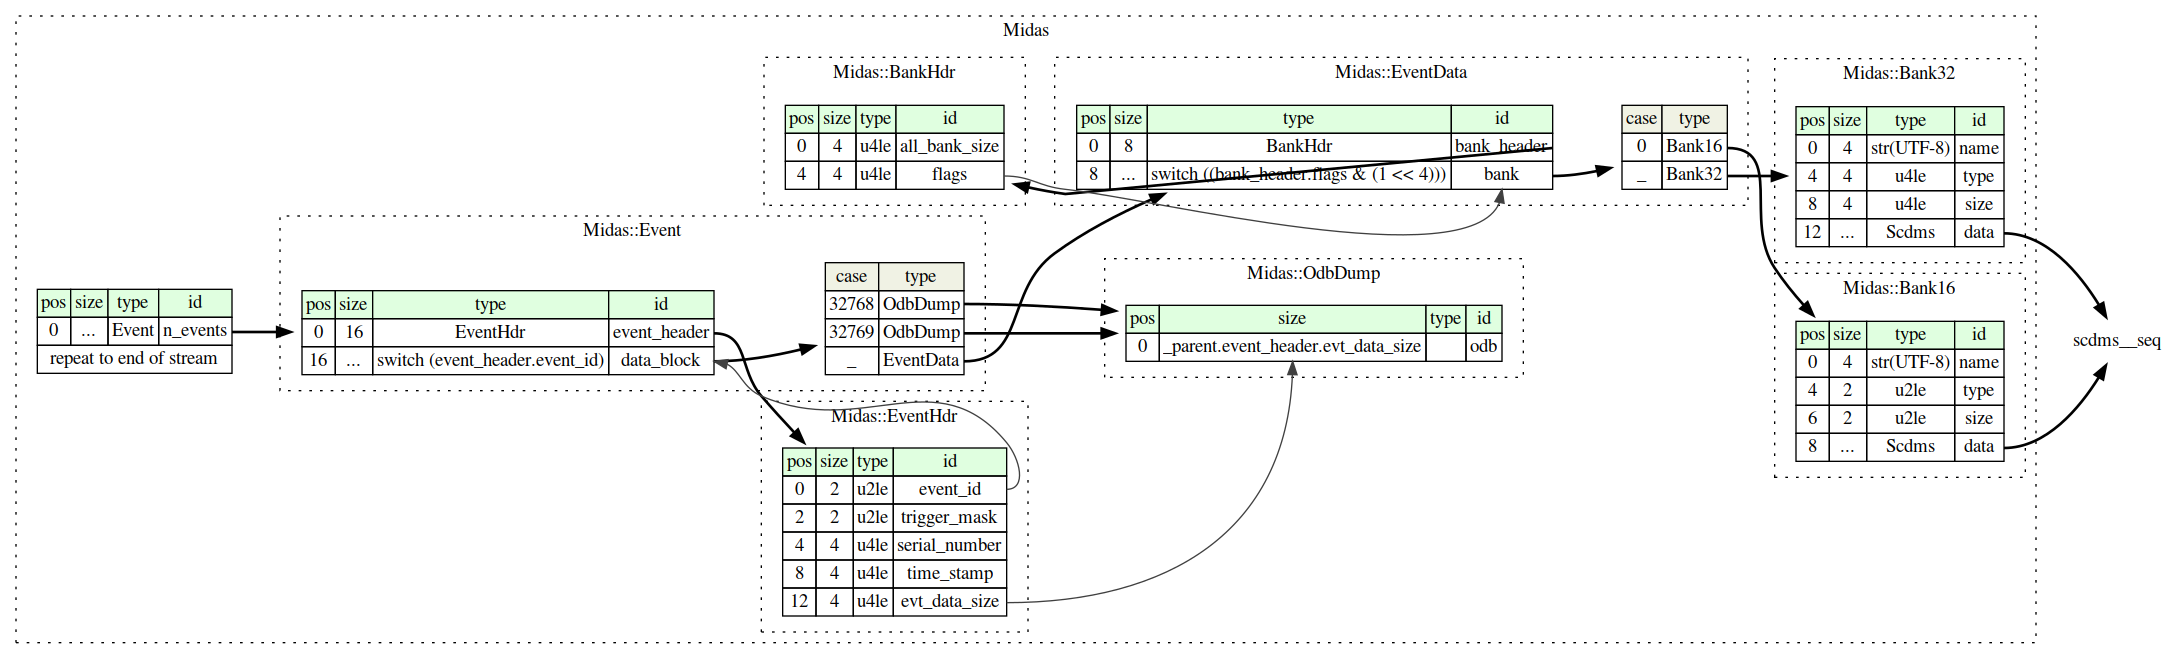 Midas
Midas::BankHdr
pos size type id
0 4 u4le all_bank_size
4 4 u4le flags
Midas::EventData
pos size type id
0 8 BankHdr bank_header
8 ... switch ((bank_header.flags & (1 << 4))) bank
case type
0 Bank16
_ Bank32
Midas::Bank32
pos size type id
0 4 str(UTF-8) name
4 4 u4le type
8 4 u4le size
12 ... Scdms data
Midas::Event
pos size type id
0 ... Event n_events
repeat to end of stream
pos size type id
0 16 EventHdr event_header
16 ... switch (event_header.event_id) data_block
case type
32768 OdbDump
32769 OdbDump
_ EventData
Midas::OdbDump
pos size type id
0 _parent.event_header.evt_data_size odb
Midas::Bank16
pos size type id
0 4 str(UTF-8) name
4 2 u2le type
6 2 u2le size
8 ... Scdms data
scdms__seq
Midas::EventHdr
pos size type id
0 2 u2le event_id
2 2 u2le trigger_mask
4 4 u4le serial_number
8 4 u4le time_stamp
12 4 u4le evt_data_size